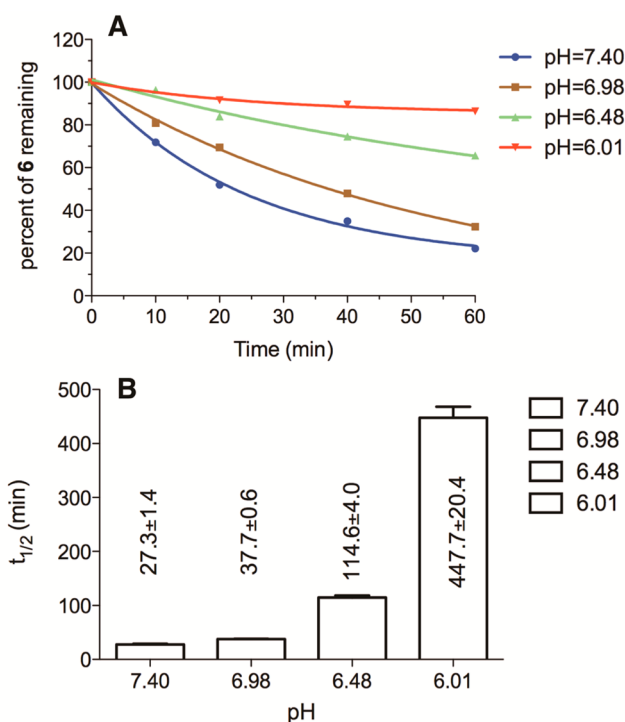 A
percent of 6 remaining
120
100
80
60
40
20
0
0 10 20 30 40 50 60
Time (min)
pH=7.40
pH=6.98
pH=6.48
pH=6.01
B
t1/2 (min)
500
400
300
200
100
0
27.3±1.4
37.7±0.6
114.6±4.0
447.7±20.4
7.40 6.98 6.48 6.01
pH
7.40
6.98
6.48
6.01